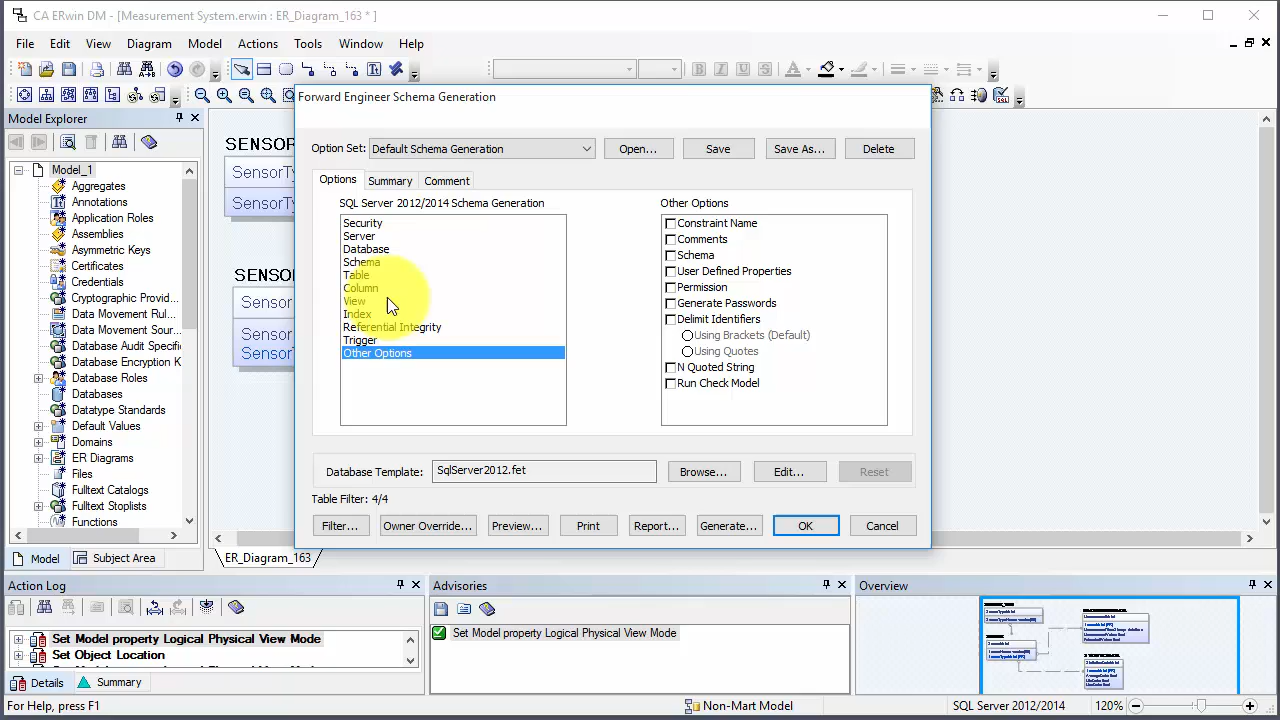 CA ERwin DM - [Measurement System.erwin : ER_Diagram_163 * ]
File Edit View Diagram Model Actions Tools Window Help
Model Explorer
Model_1
Aggregates
Annotations
Application Roles
Assemblies
Asymmetric Keys
Certificates
Credentials
Cryptographic Provid...
Data Movement Rul...
Data Movement Sour...
Database Audit Specifi
Database Encryption K
Database Roles
Databases
Datatype Standards
Default Values
Domains
ER Diagrams
Files
Fulltext Catalogs
Fulltext Stoplists
Functions
Model Subject Area
SENSOR
SensorTy
SensorTy
SENSO
SensorI
SensorI
SensorTy
ER_Diagram_163
Forward Engineer Schema Generation
Option Set: Default Schema Generation Open... Save Save As... Delete
Options Summary Comment
SQL Server 2012/2014 Schema Generation
Security
Server
Database
Schema
Table
Column
View
Index
Referential Integrity
Trigger
Other Options
Other Options
Constraint Name
Comments
Schema
User Defined Properties
Permission
Generate Passwords
Delimit Identifiers
Using Brackets (Default)
Using Quotes
N Quoted String
Run Check Model
Database Template: SqlServer2012.fet Browse... Edit... Reset
Table Filter: 4/4
Filter... Owner Override... Preview... Print Report... Generate... OK Cancel
Action Log
Set Model property Logical Physical View Mode
Set Object Location
Details Summary
Advisories
Set Model property Logical Physical View Mode
Overview
For Help, press F1
Non-Mart Model
SQL Server 2012/2014
120%